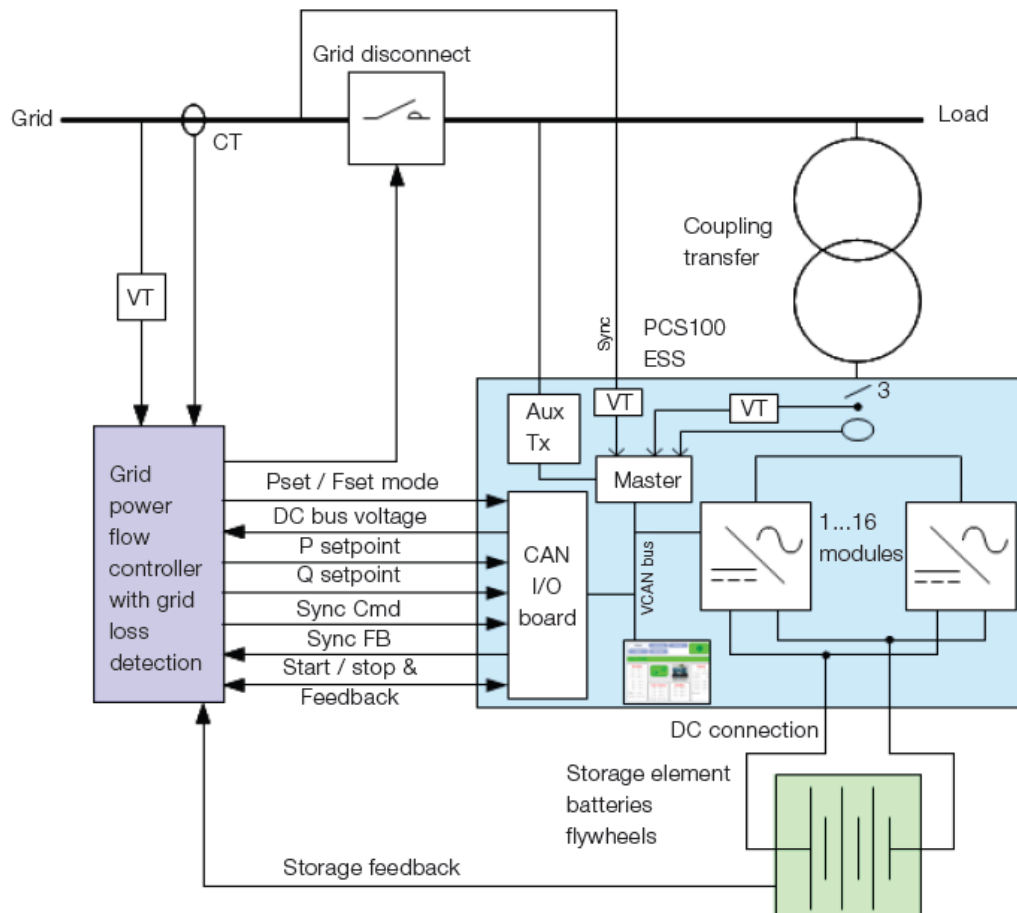 Grid disconnect
Grid
CT
Load
Coupling
transfer
VT
Sync
PCS100
ESS
3
VT
VT
Aux
Tx
Master
Grid
power
flow
controller
with grid
loss
detection
Pset / Fset mode
DC bus voltage
P setpoint
Q setpoint
Sync Cmd
Sync FB
Start / stop &
Feedback
CAN
I/O
board
VCAN bus
1...16
modules
DC connection
Storage element
batteries
flywheels
Storage feedback